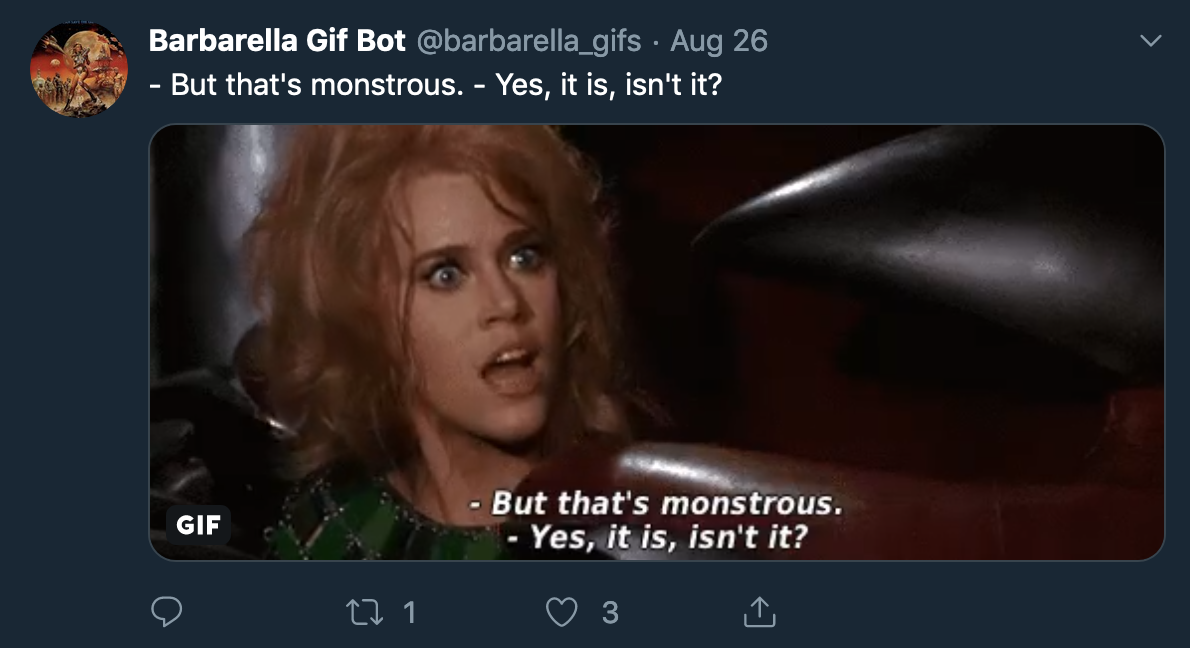 Barbarella Gif Bot @barbarella_gifs · Aug 26
- But that's monstrous. - Yes, it is, isn't it?
- But that's monstrous.
- Yes, it is, isn't it?
GIF
1 3